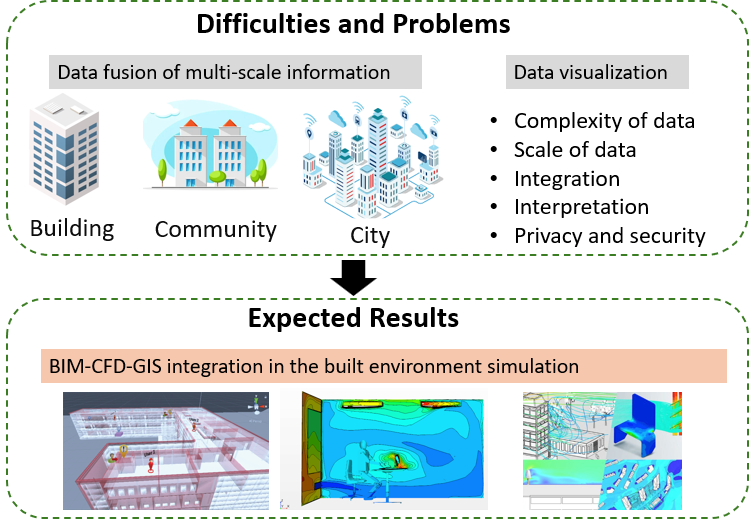 Difficulties and Problems
Data fusion of multi-scale information
Data visualization
Building
Community
City
• Complexity of data
• Scale of data
• Integration
• Interpretation
• Privacy and security
Expected Results
BIM-CFD-GIS integration in the built environment simulation